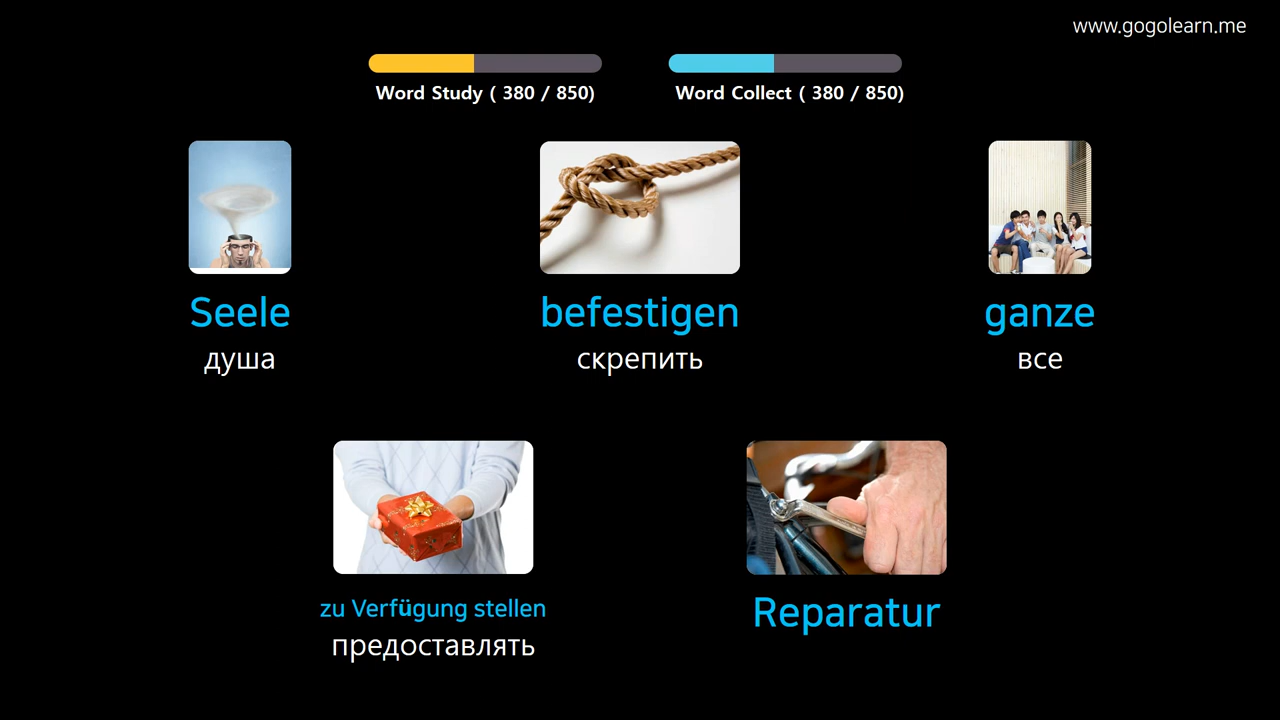 www.gogolearn.me
Word Study ( 380 / 850)
Word Collect ( 380 / 850)
Seele
душа
befestigen
скрепить
ganze
все
zu Verfügung stellen
предоставлять
Reparatur